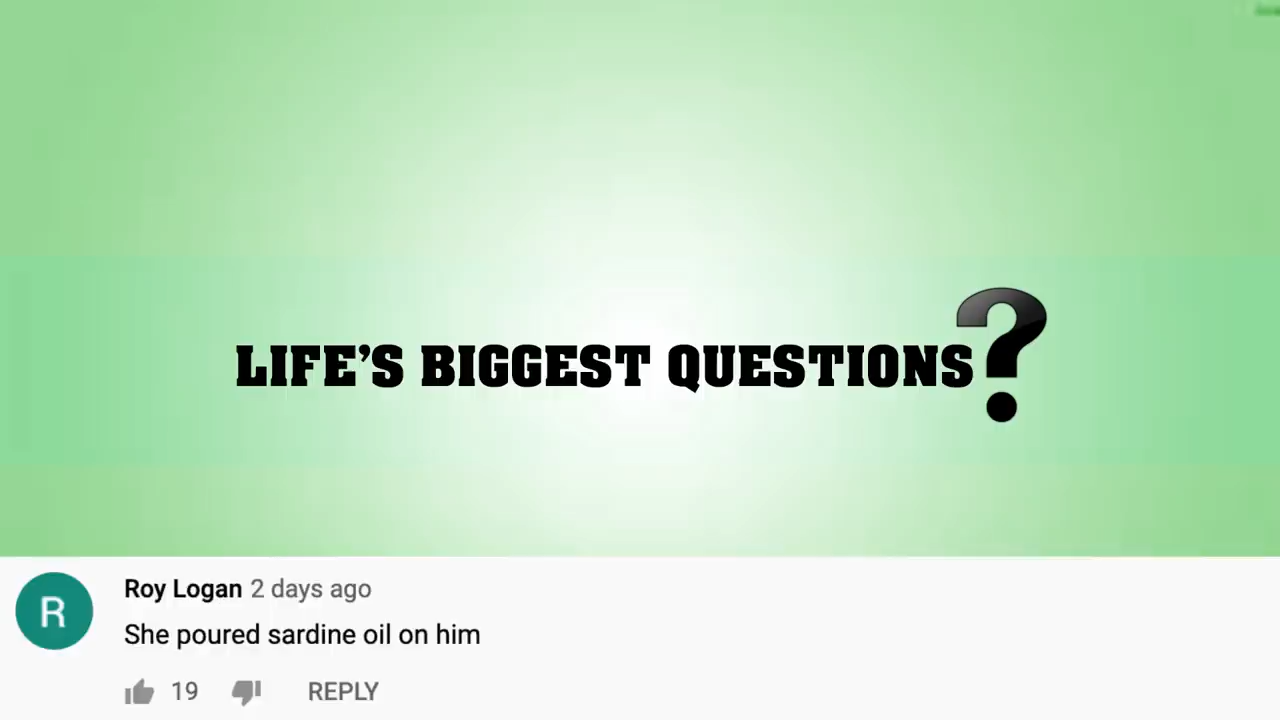 LIFE'S BIGGEST QUESTIONS?
R
Roy Logan 2 days ago
She poured sardine oil on him
19 REPLY